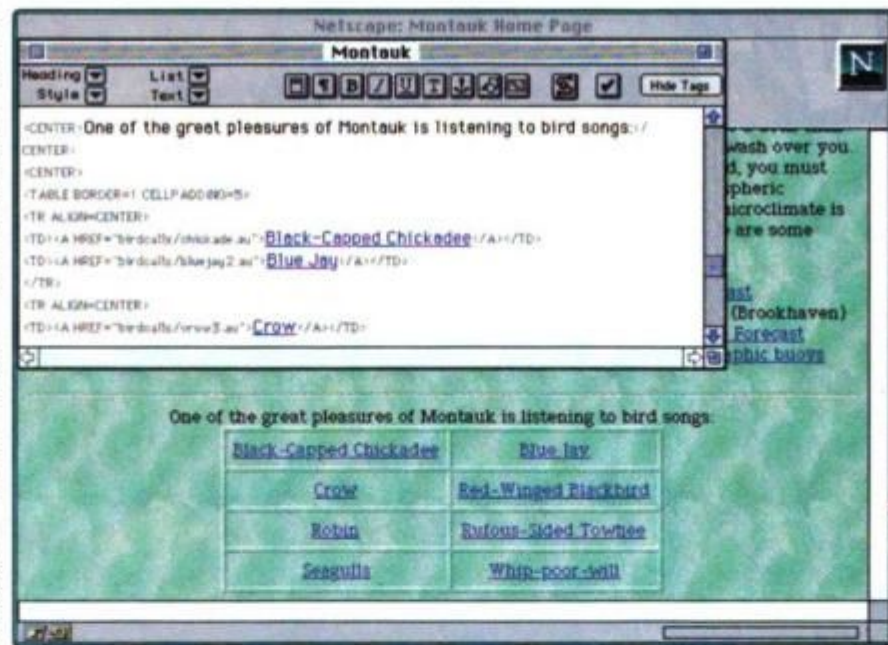 Netscape: Montauk Home Page
Montauk
Heading List
Style Text
B I U T
Hide Tags
N
<CENTER>One of the great pleasures of Montauk is listening to bird songs:</
CENTER>
<CENTER>
<TABLE BORDER=1 CELLPADDING=5>
<TR ALIGN=CENTER>
<TD><A HREF="birdcalls/chickade.au">Black-Capped Chickadee</A></TD>
<TD><A HREF="birdcalls/bluejay2.au">Blue Jay</A></TD>
</TR>
<TR ALIGN=CENTER>
<TD><A HREF="birdcalls/crow3.au">Crow</A></TD>
wash over you
d, you must
spheric
microclimate is
are some
ast
(Brookhaven)
Forecast
aphic buoys
One of the great pleasures of Montauk is listening to bird songs:
Black-Capped Chickadee Blue Jay
Crow Red-Winged Blackbird
Robin Rufous-Sided Towhee
Seagulls Whip-poor-will